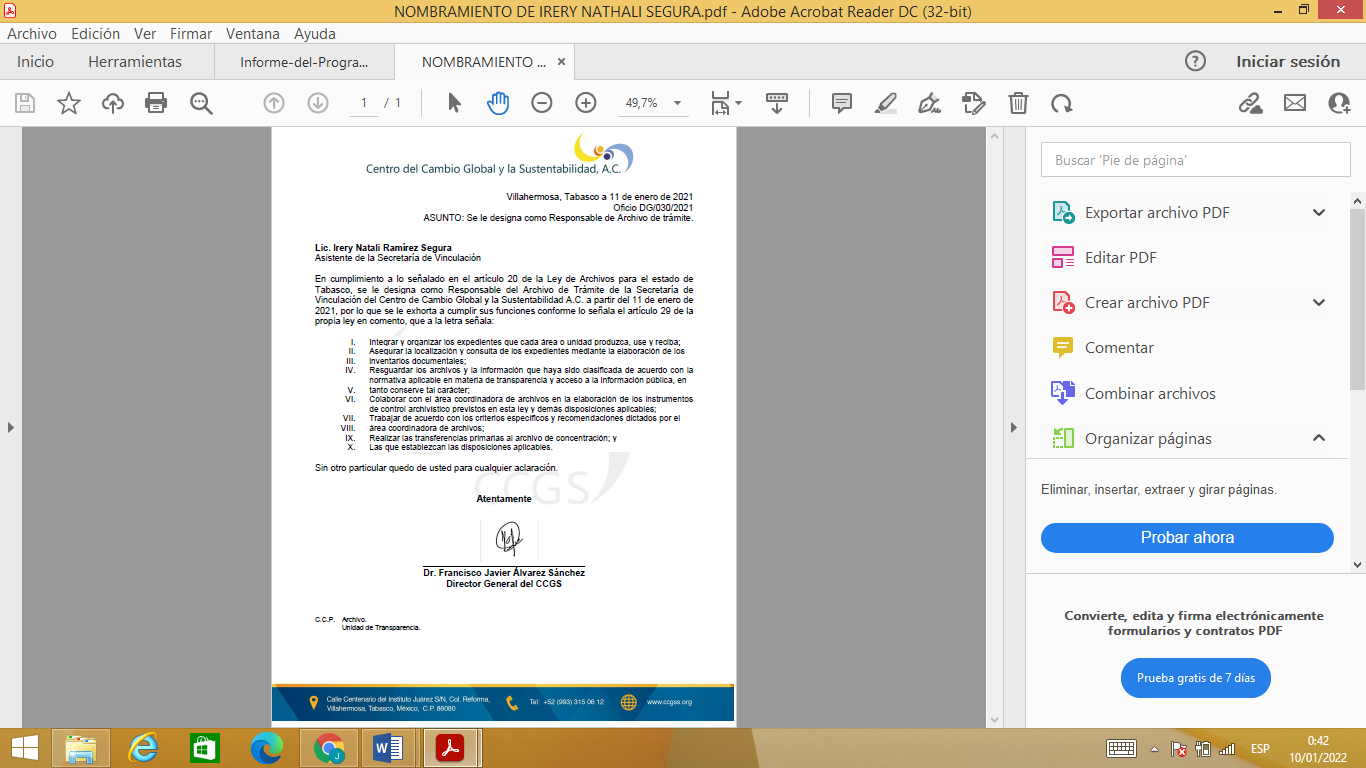 NOMBRAMIENTO DE IRERY NATHALI SEGURA.pdf - Adobe Acrobat Reader DC (32-bit)
Archivo Edición Ver Firmar Ventana Ayuda
Inicio Herramientas Informe-del-Progra... NOMBRAMIENTO ... × Iniciar sesión
1 / 1 49,7%
Centro del Cambio Global y la Sustentabilidad, A.C.
Villahermosa, Tabasco a 11 de enero de 2021
Oficio DG/030/2021
ASUNTO: Se le designa como Responsable de Archivo de trámite.
Lic. Irery Natali Ramírez Segura
Asistente de la Secretaría de Vinculación
En cumplimiento a lo señalado en el artículo 20 de la Ley de Archivos para el estado de
Tabasco, se le designa como Responsable del Archivo de Trámite de la Secretaría de
Vinculación del Centro de Cambio Global y la Sustentabilidad A.C. a partir del 11 de enero de
2021, por lo que se le exhorta a cumplir sus funciones conforme lo señala el artículo 29 de la
propia ley en comento, que a la letra señala:
I. Integrar y organizar los expedientes que cada área o unidad produzca, use y reciba;
II. Asegurar la localización y consulta de los expedientes mediante la elaboración de los
III. inventarios documentales;
IV. Resguardar los archivos y la información que haya sido clasificada de acuerdo con la
normativa aplicable en materia de transparencia y acceso a la información pública, en
V. tanto conserve tal carácter;
VI. Colaborar con el área coordinadora de archivos en la elaboración de los instrumentos
de control archivístico previstos en esta ley y demás disposiciones aplicables;
VII. Trabajar de acuerdo con los criterios específicos y recomendaciones dictados por el
VIII. área coordinadora de archivos;
IX. Realizar las transferencias primarias al archivo de concentración; y
X. Las que establezcan las disposiciones aplicables.
Sin otro particular quedo de usted para cualquier aclaración.
CCGS
Atentamente
Dr. Francisco Javier Álvarez Sánchez
Director General del CCGS
C.C.P. Archivo.
Unidad de Transparencia.
Calle Centenario del Instituto Juárez S/N, Col. Reforma,
Villahermosa, Tabasco, México, C.P. 86080
Tel: +52 (993) 315 06 12
www.ccgss.org
Buscar 'Pie de página'
Exportar archivo PDF
Editar PDF
Crear archivo PDF
Comentar
Combinar archivos
Organizar páginas
Eliminar, insertar, extraer y girar páginas.
Probar ahora
Convierte, edita y firma electrónicamente
formularios y contratos PDF
Prueba gratis de 7 días
ESP
0:42
10/01/2022